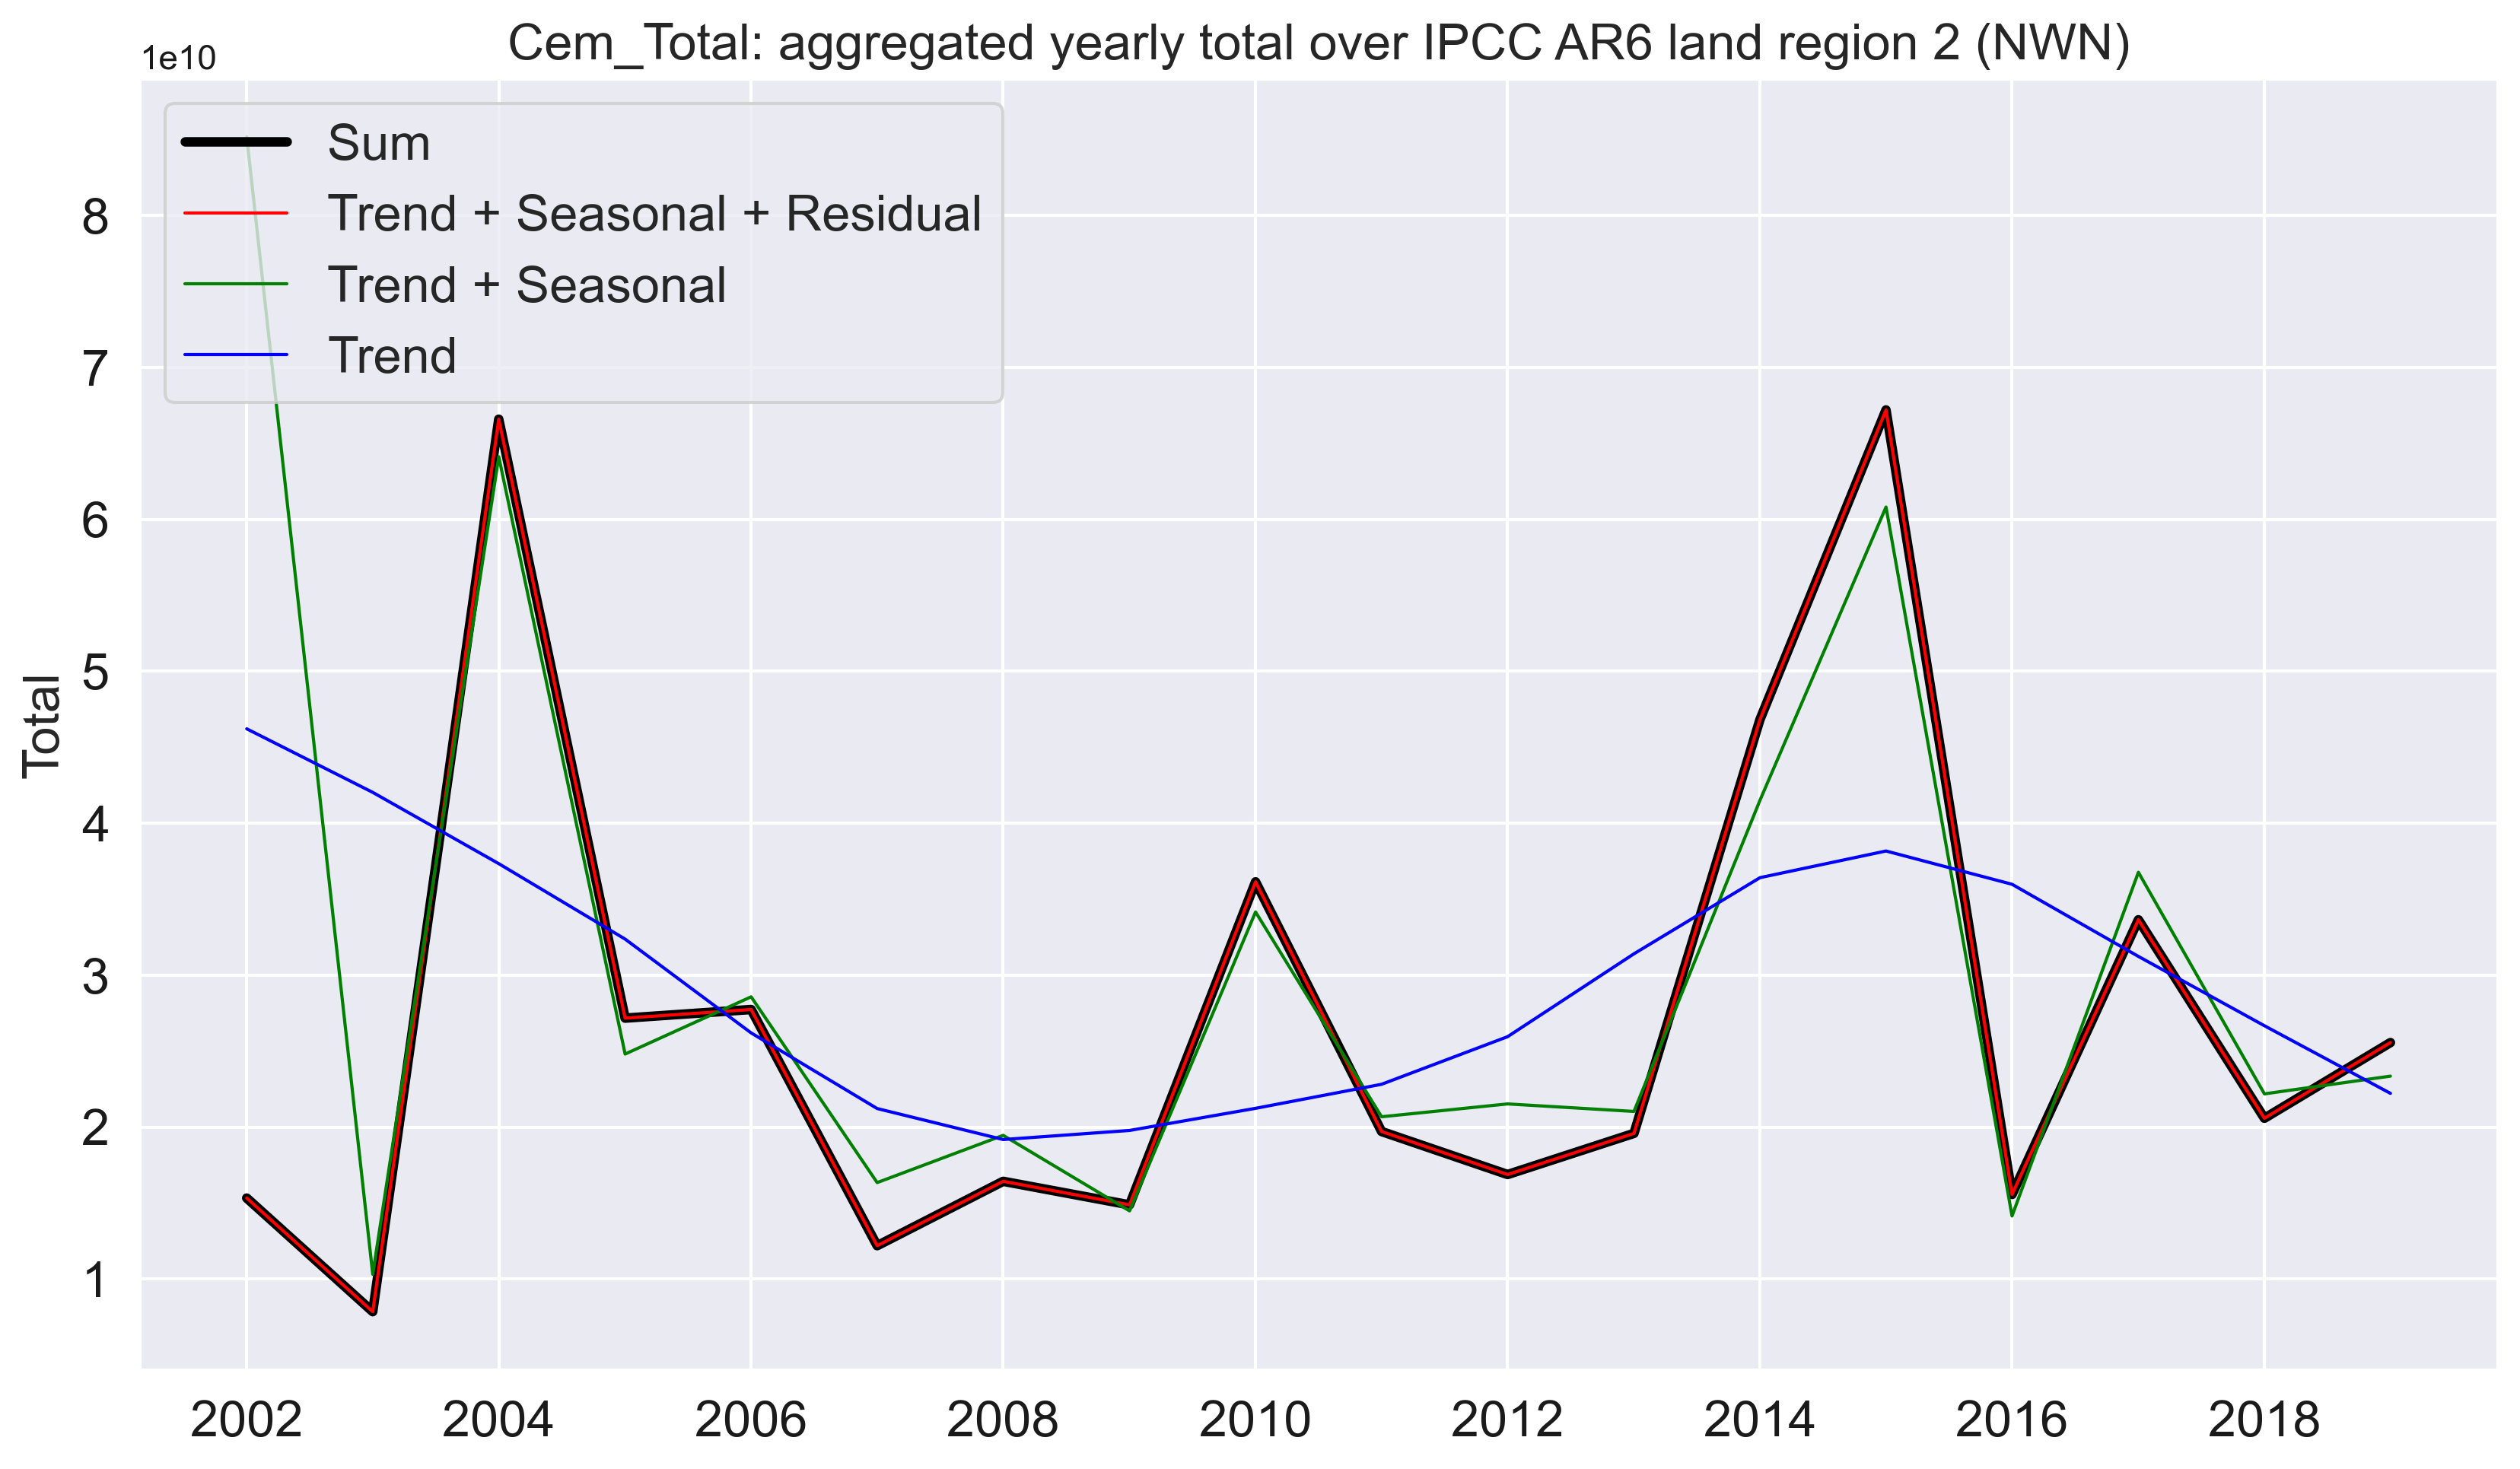 Cem_Total: aggregated yearly total over IPCC AR6 land region 2 (NWN)
1e10
Sum
Trend + Seasonal + Residual
Trend + Seasonal
Trend
8
7
6
5
4
3
2
1
Total
2002 2004 2006 2008 2010 2012 2014 2016 2018